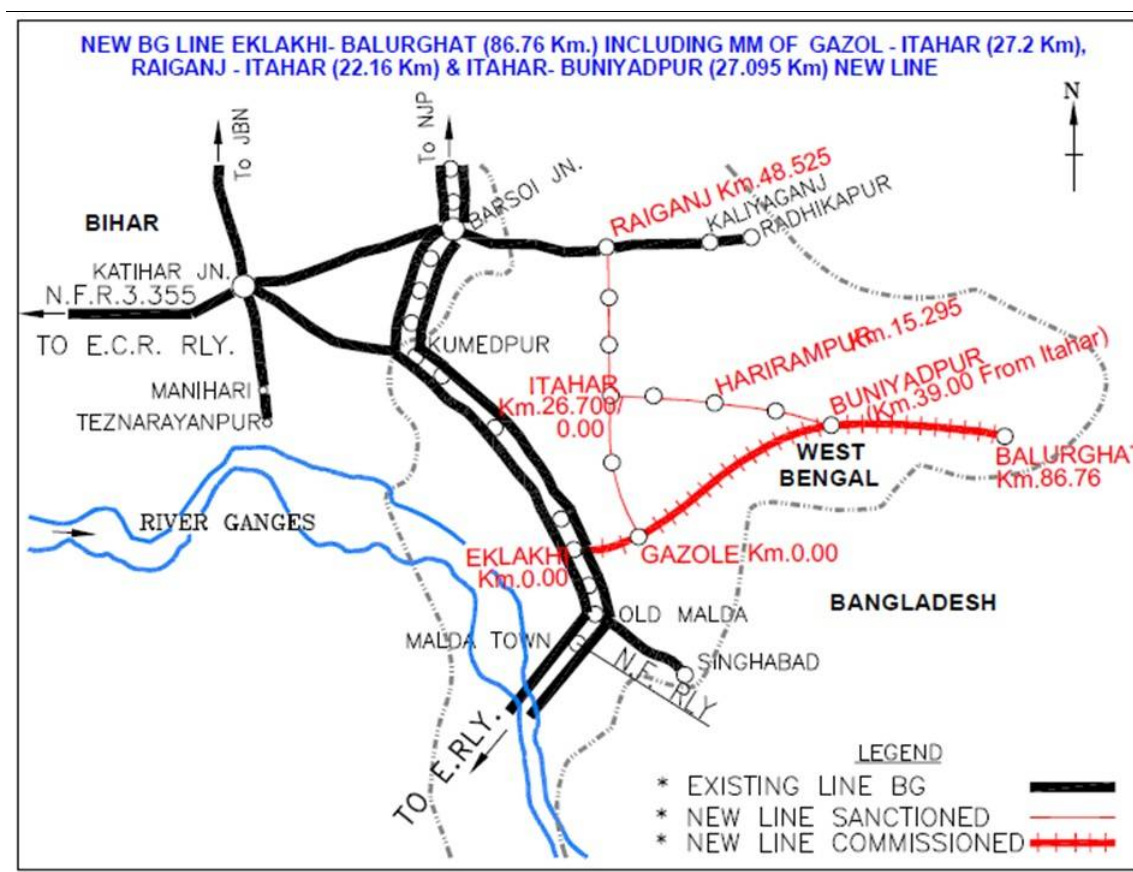 NEW BG LINE EKLAKHI- BALURGHAT (86.76 Km.) INCLUDING MM OF GAZOL - ITAHAR (27.2 Km),
RAIGANJ - ITAHAR (22.16 Km) & ITAHAR- BUNIYADPUR (27.095 Km) NEW LINE
N
To JBN
To NJP
BARSOI JN.
RAIGANJ Km.48.525
KALIYAGANJ
RADHIKAPUR
BIHAR
KATIHAR JN.
N.F.R.3.355
TO E.C.R. RLY.
KUMEDPUR
MANIHARI
TEZNARAYANPUR
ITAHAR
Km.26.700/
0.00
HARIRAMPUR
Km.15.295
BUNIYADPUR
(Km.39.00 From Itahar)
WEST
BENGAL
BALURGHAT
Km.86.76
RIVER GANGES
EKLAKHI
Km.0.00
GAZOLE Km.0.00
BANGLADESH
OLD MALDA
MALDA TOWN
SINGHABAD
N.F. RLY
TO E.RLY.
LEGEND
* EXISTING LINE BG
* NEW LINE SANCTIONED
* NEW LINE COMMISSIONED